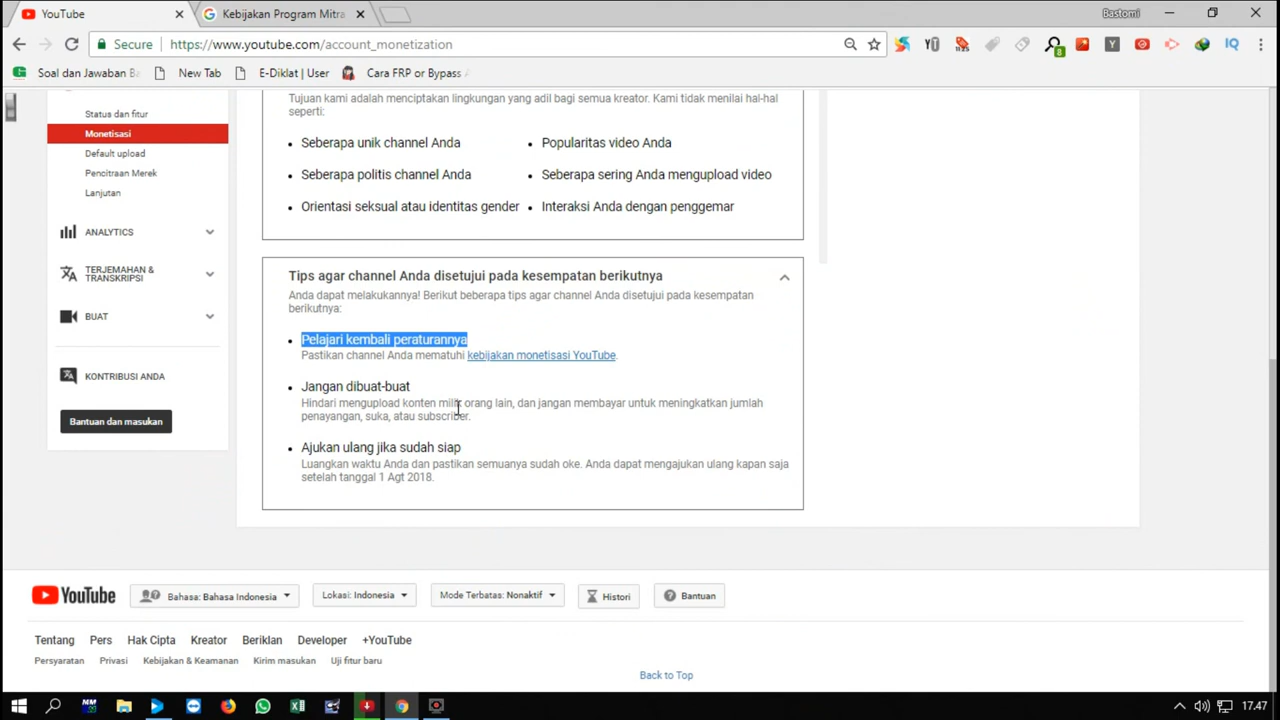 YouTube
Kebijakan Program Mitra
Bastomi
Secure
https://www.youtube.com/account_monetization
8
Y
IQ
Soal dan Jawaban Ba
New Tab
E-Diklat | User
Cara FRP or Bypass
Status dan fitur
Monetisasi
Default upload
Pencitraan Merek
Lanjutan
ANALYTICS
TERJEMAHAN &
TRANSKRIPSI
BUAT
KONTRIBUSI ANDA
Bantuan dan masukan
Tujuan kami adalah menciptakan lingkungan yang adil bagi semua kreator. Kami tidak menilai hal-hal
seperti:
• Seberapa unik channel Anda
• Popularitas video Anda
• Seberapa politis channel Anda
• Seberapa sering Anda mengupload video
• Orientasi seksual atau identitas gender
• Interaksi Anda dengan penggemar
Tips agar channel Anda disetujui pada kesempatan berikutnya
Anda dapat melakukannya! Berikut beberapa tips agar channel Anda disetujui pada kesempatan
berikutnya:
• Pelajari kembali peraturannya
Pastikan channel Anda mematuhi kebijakan monetisasi YouTube.
• Jangan dibuat-buat
Hindari mengupload konten milik orang lain, dan jangan membayar untuk meningkatkan jumlah
penayangan, suka, atau subscriber.
• Ajukan ulang jika sudah siap
Luangkan waktu Anda dan pastikan semuanya sudah oke. Anda dapat mengajukan ulang kapan saja
setelah tanggal 1 Agt 2018.
YouTube
Bahasa: Bahasa Indonesia
Lokasi: Indonesia
Mode Terbatas: Nonaktif
Histori
Bantuan
Tentang Pers Hak Cipta Kreator Beriklan Developer +YouTube
Persyaratan Privasi Kebijakan & Keamanan Kirim masukan Uji fitur baru
Back to Top
NM
17.47